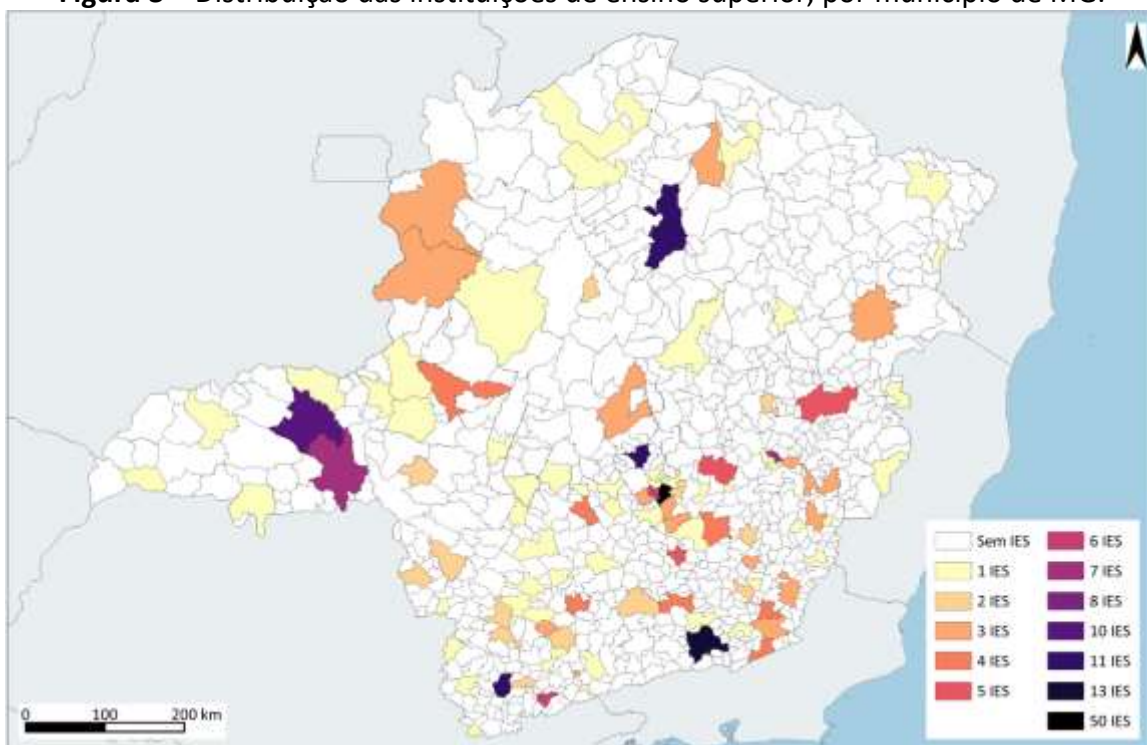 Figura – Distribuição das instituições de ensino superior, por município de MG.
Sem IES
1 IES
2 IES
3 IES
4 IES
5 IES
6 IES
7 IES
8 IES
10 IES
11 IES
13 IES
50 IES
0 100 200 km